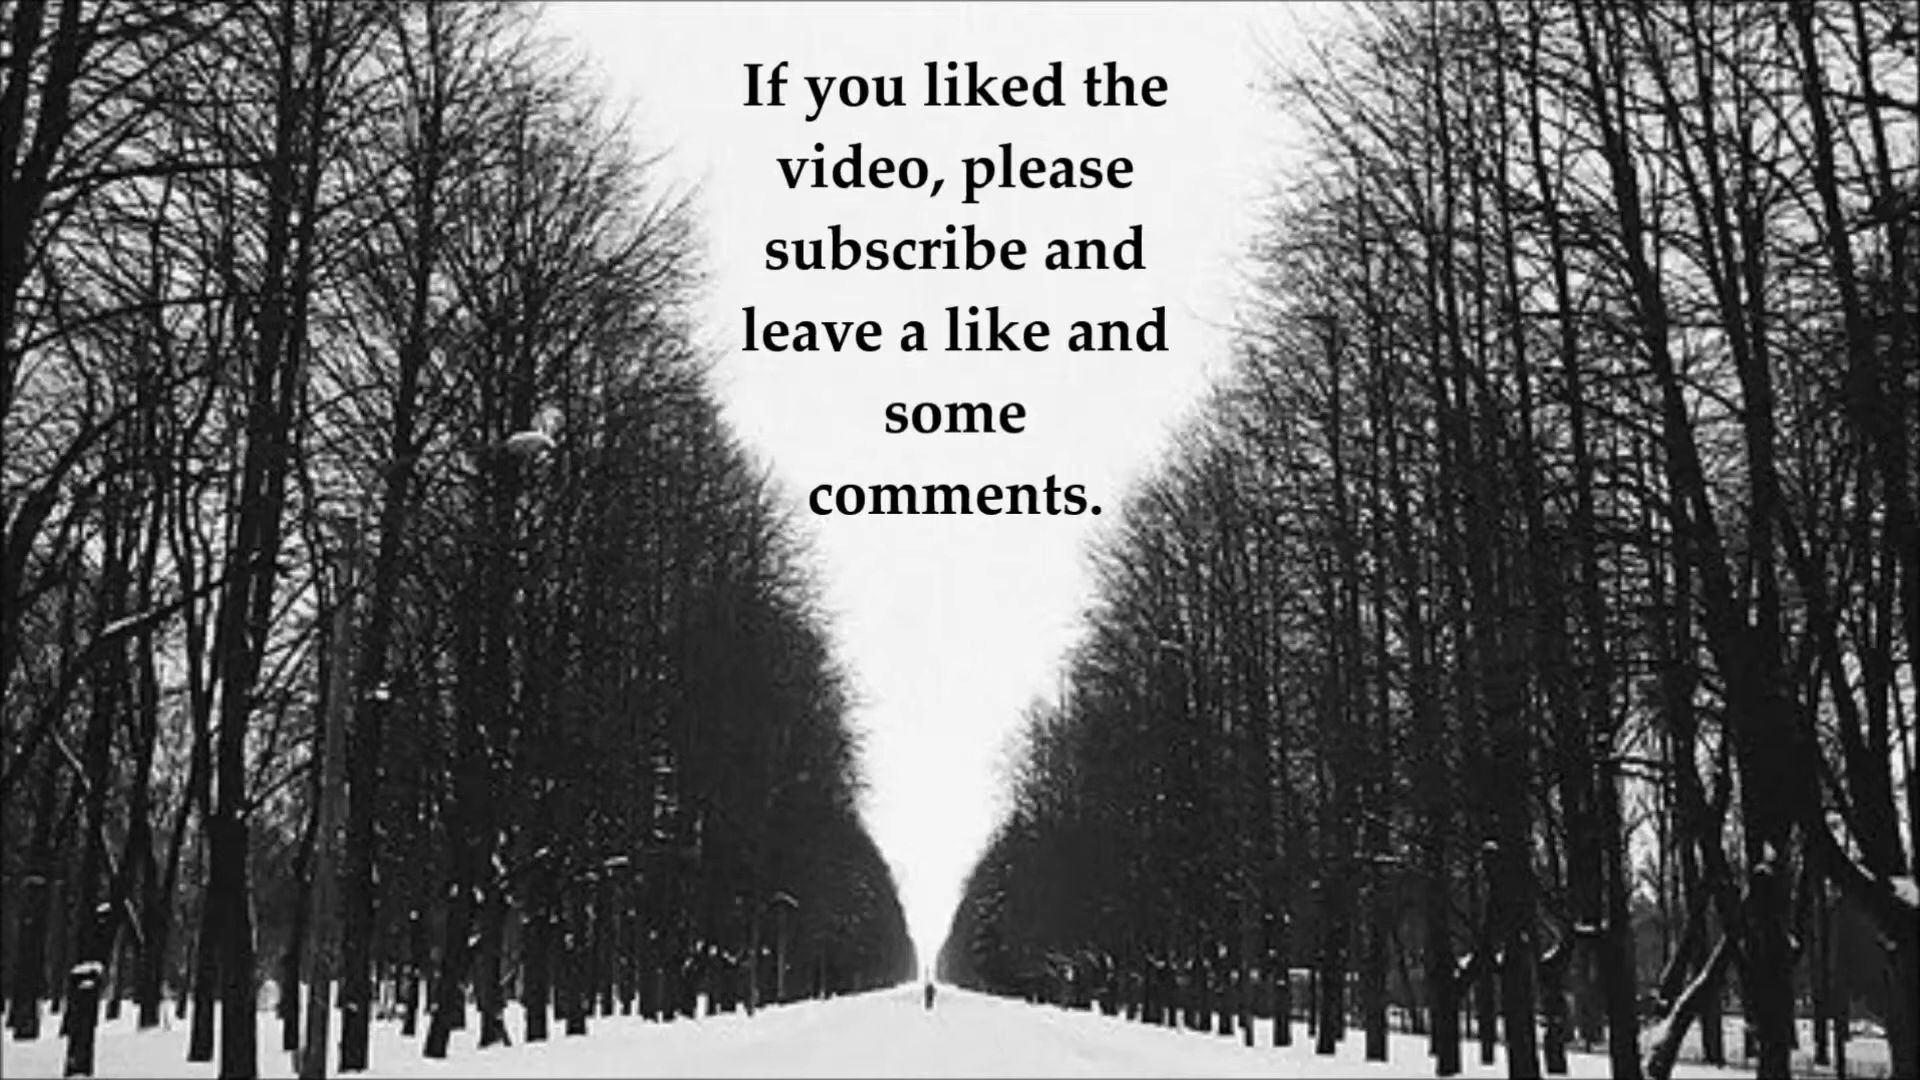 If you liked the
video, please
subscribe and
leave a like and
some
comments.